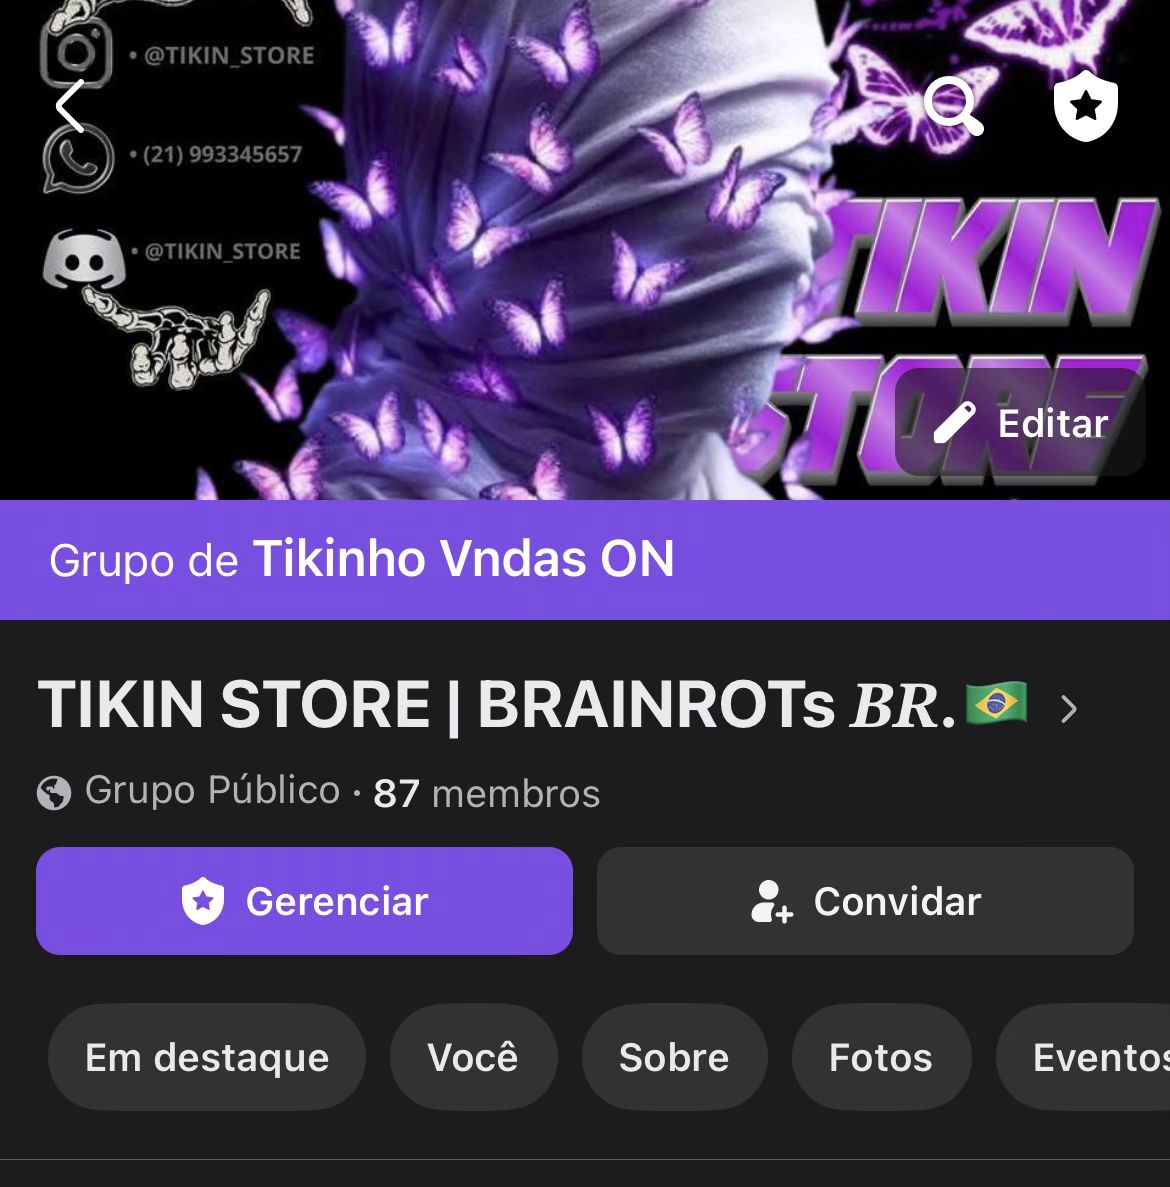 • @TIKIN_STORE
• (21) 993345657
• @TIKIN_STORE
TIKIN
STORE
Editar
Grupo de Tikinho Vndas ON
TIKIN STORE | BRAINROTs 𝑩𝑹.🇧🇷
Grupo Público · 87 membros
Gerenciar
Convidar
Em destaque
Você
Sobre
Fotos
Eventos